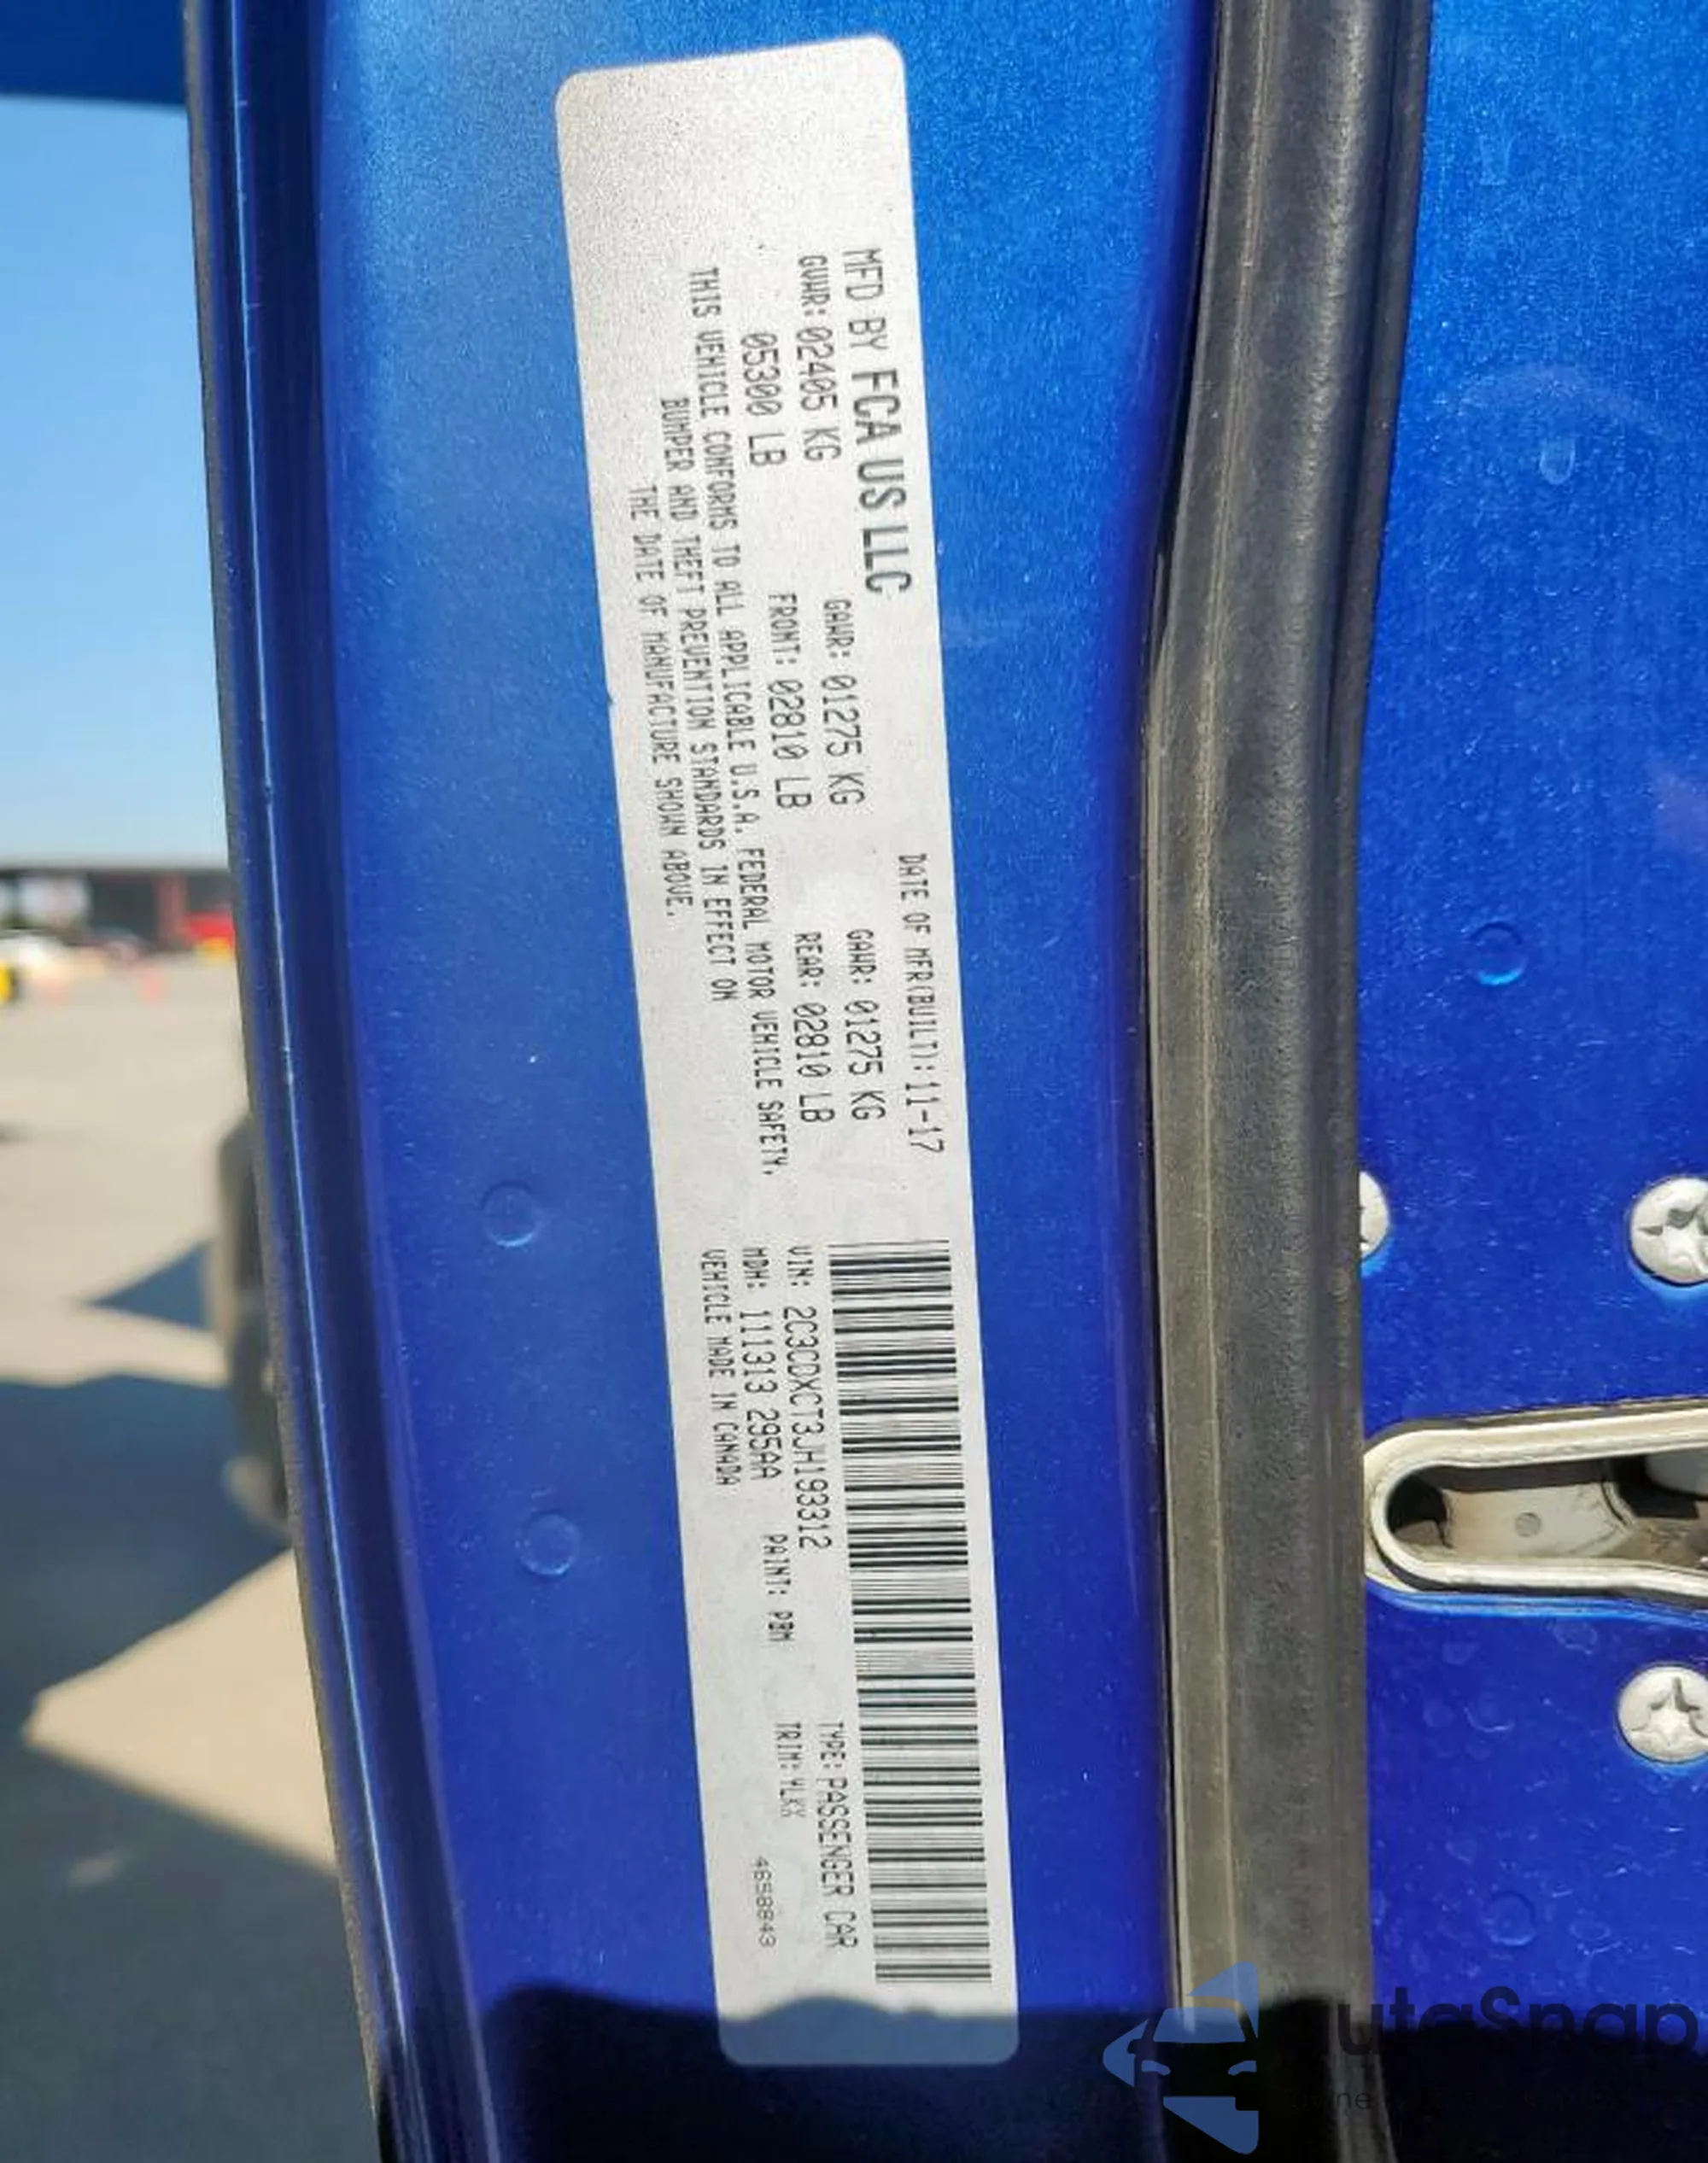 MFD BY FCA US LLC
DATE OF MFR(BUILT):11-17
GVWR: 02405 KG
GAWR: 01275 KG
GAWR: 01275 KG
05300 LB
FRONT: 02810 LB
REAR: 02810 LB
THIS VEHICLE CONFORMS TO ALL APPLICABLE U.S.A. FEDERAL MOTOR VEHICLE SAFETY,
BUMPER AND THEFT PREVENTION STANDARDS IN EFFECT ON
THE DATE OF MANUFACTURE SHOWN ABOVE.
VIN: 2C3CDXCT3JH193312
TYPE: PASSENGER CAR
MDH: 111313 295AA
PAINT: PBM
TRIM: YLKX
VEHICLE MADE IN CANADA
4658843